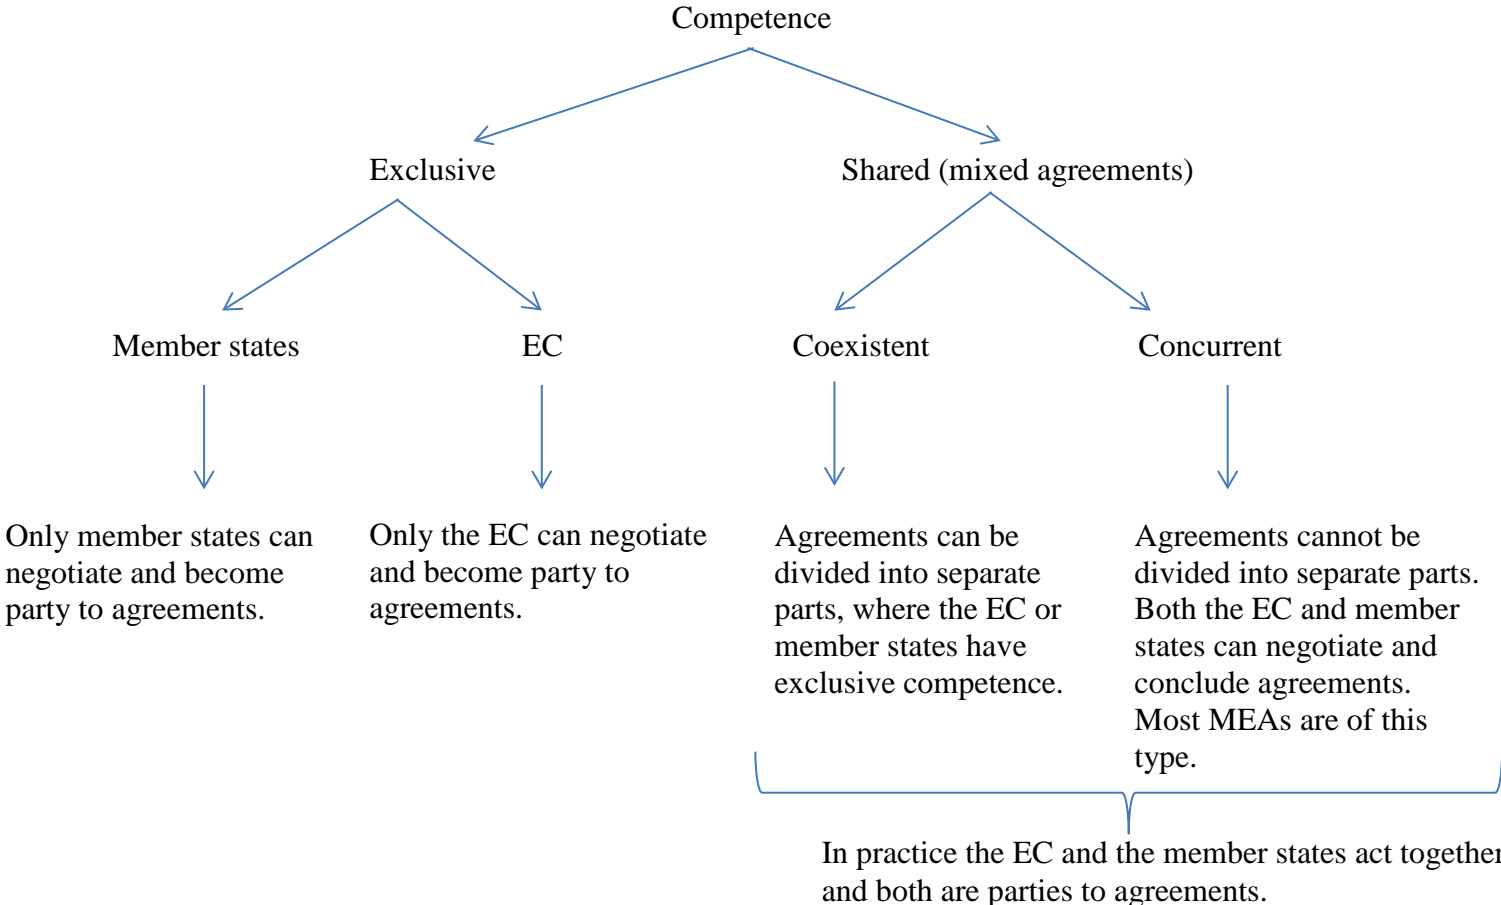 Competence
Exclusive
Shared (mixed agreements)
Member states
EC
Coexistent
Concurrent
Only member states can
negotiate and become
party to agreements.
Only the EC can negotiate
and become party to
agreements.
Agreements can be
divided into separate
parts, where the EC or
member states have
exclusive competence.
Agreements cannot be
divided into separate parts.
Both the EC and member
states can negotiate and
conclude agreements.
Most MEAs are of this
type.
In practice the EC and the member states act together
and both are parties to agreements.